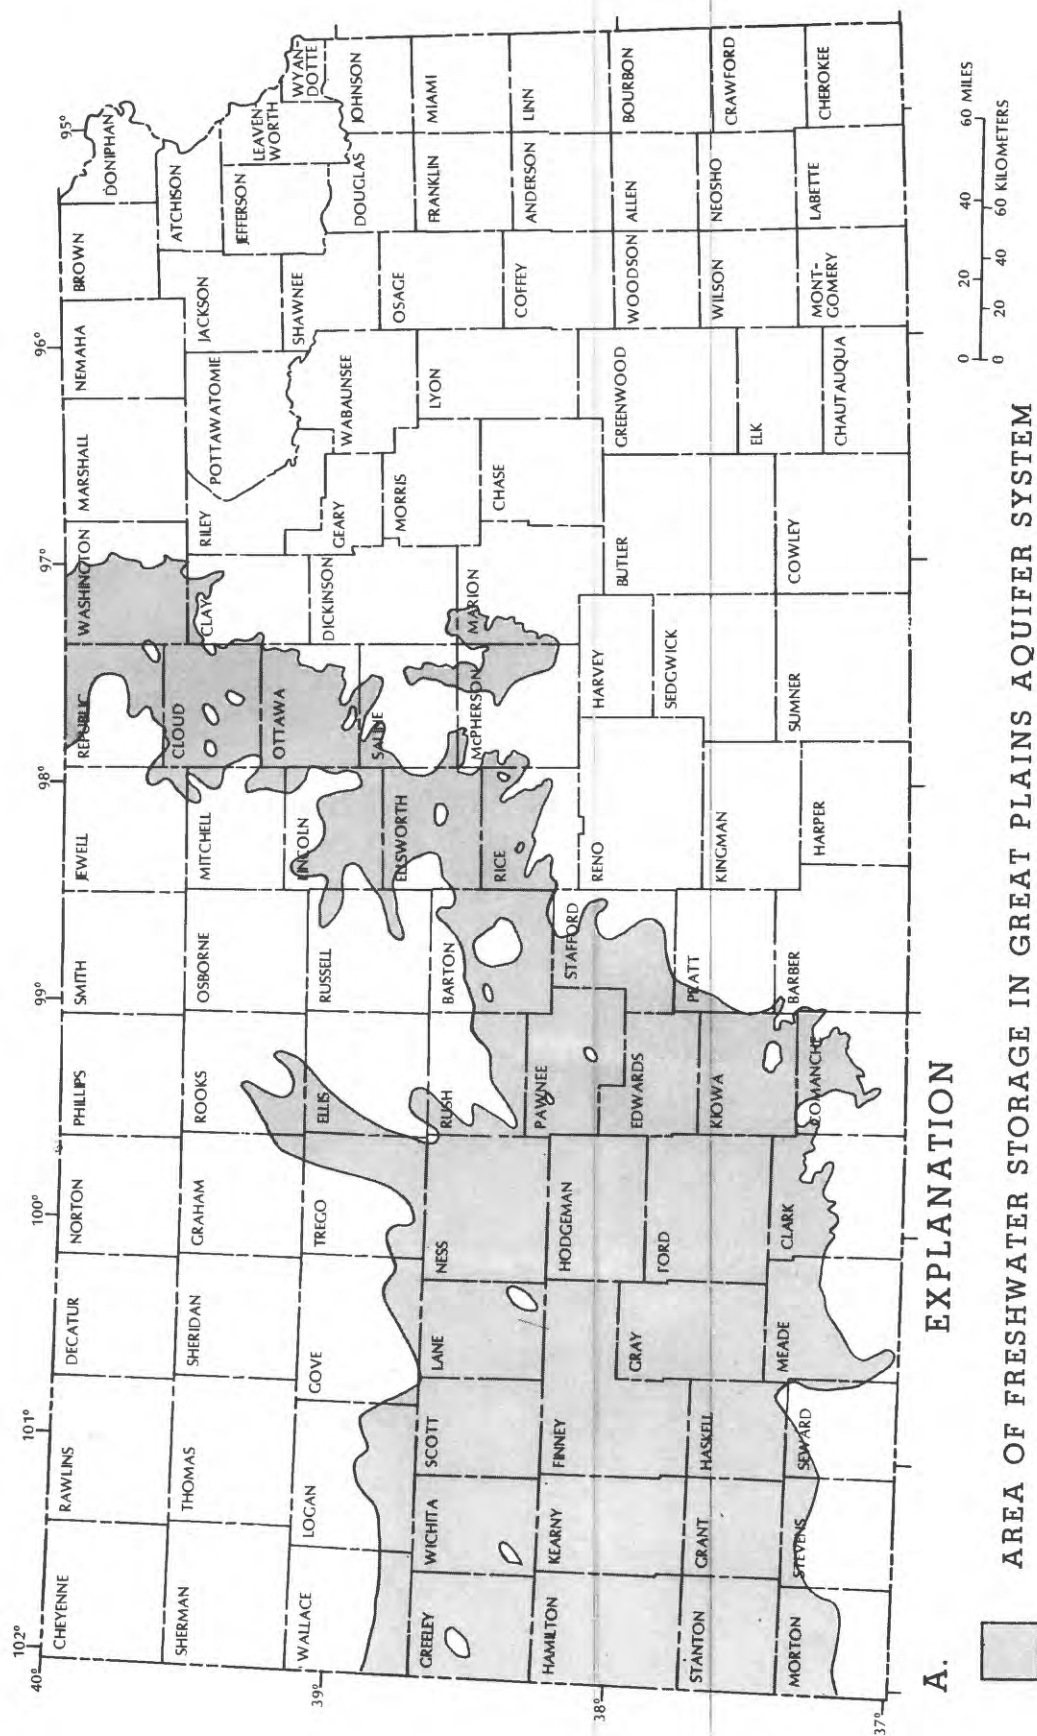 102°
101°
100°
99°
98°
97°
96°
95°
40°
CHEYENNE
RAWLINS
DECATUR
NORTON
PHILLIPS
SMITH
JEWELL
REPUBLIC
WASHINGTON
MARSHALL
NEMAHA
BROWN
DONIPHAN
SHERMAN
THOMAS
SHERIDAN
GRAHAM
ROOKS
OSBORNE
MITCHELL
CLOUD
CLAY
RILEY
POTTAWATOMIE
JACKSON
ATCHISON
JEFFERSON
LEAVEN-
WORTH
WYAN-
DOTTE
39°
WALLACE
LOGAN
GOVE
TREGO
ELLIS
RUSSELL
LINCOLN
OTTAWA
SALINE
DICKINSON
GEARY
MORRIS
WABAUNSEE
SHAWNEE
OSAGE
DOUGLAS
JOHNSON
GREELEY
WICHITA
SCOTT
LANE
NESS
RUSH
BARTON
ELLSWORTH
RICE
McPHERSON
MARION
CHASE
LYON
COFFEY
FRANKLIN
MIAMI
ANDERSON
LINN
38°
HAMILTON
KEARNY
FINNEY
HODGEMAN
PAWNEE
STAFFORD
RENO
HARVEY
BUTLER
GREENWOOD
WOODSON
ALLEN
BOURBON
GRAY
FORD
EDWARDS
STANTON
GRANT
HASKELL
KIOWA
PRATT
KINGMAN
SEDGWICK
ELK
WILSON
NEOSHO
CRAWFORD
37°
MORTON
STEVENS
SEWARD
MEADE
CLARK
COMANCHE
BARBER
HARPER
SUMNER
COWLEY
CHAUTAUQUA
MONT-
GOMERY
LABETTE
CHEROKEE
0 20 40 60 MILES
0 20 40 60 KILOMETERS
A. EXPLANATION
AREA OF FRESHWATER STORAGE IN GREAT PLAINS AQUIFER SYSTEM